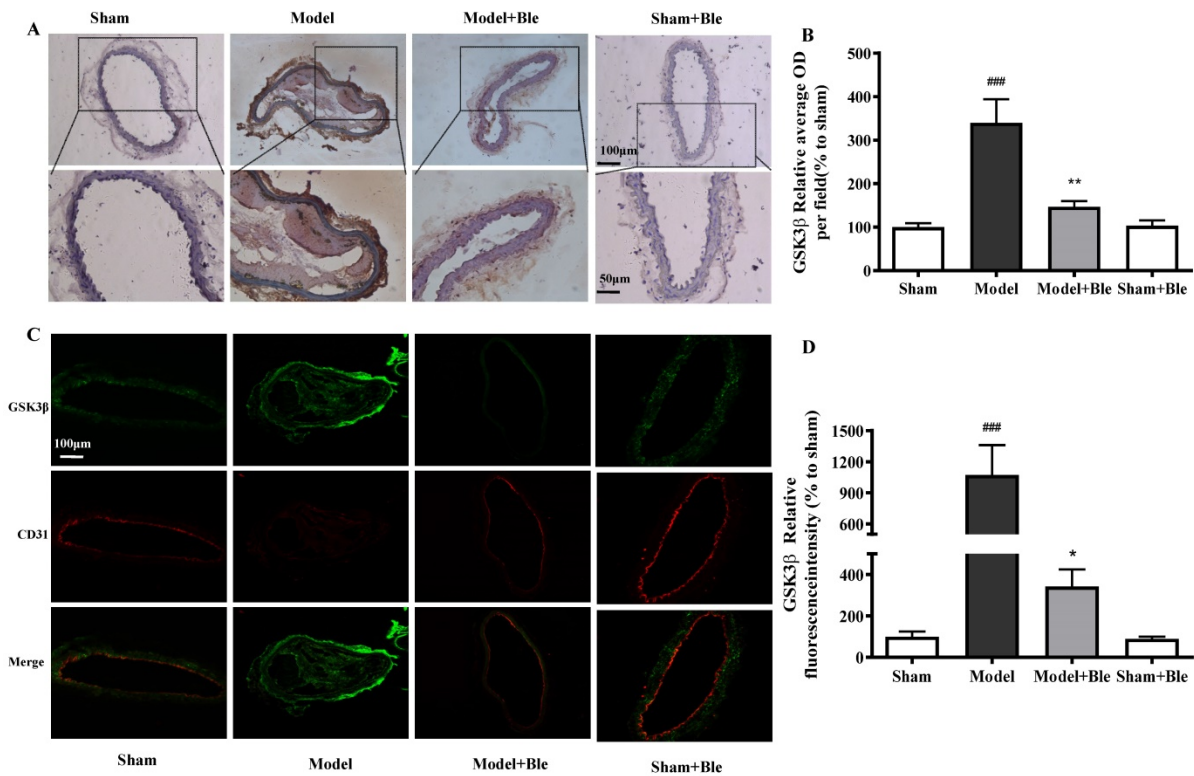 A
Sham
Model
Model+Ble
Sham+Ble
100μm
50μm
B
GSK3β Relative average OD
per field(% to sham)
500
400
300
200
100
0
###
**
Sham
Model
Model+Ble
Sham+Ble
C
GSK3β
100μm
CD31
Merge
Sham
Model
Model+Ble
Sham+Ble
D
GSK3β Relative
fluorescenceintensity (% to sham)
1500
1200
900
600
400
200
0
###
*
Sham
Model
Model+Ble
Sham+Ble